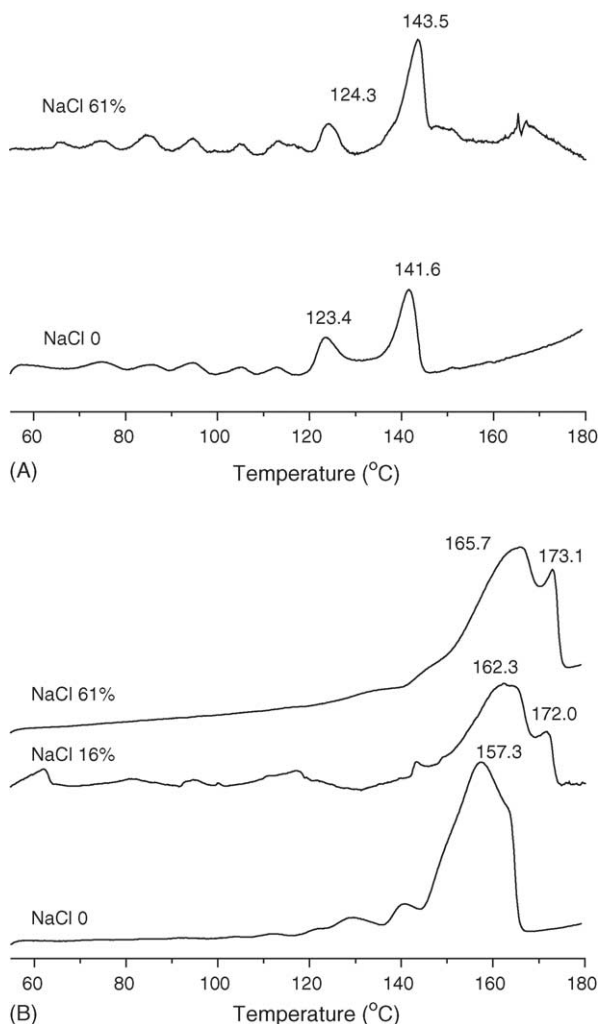 143.5
124.3
NaCl 61%
141.6
123.4
NaCl 0
60 80 100 120 140 160 180
(A) Temperature (°C)
165.7 173.1
NaCl 61% 162.3
NaCl 16% 172.0
157.3
NaCl 0
60 80 100 120 140 160 180
(B) Temperature (°C)